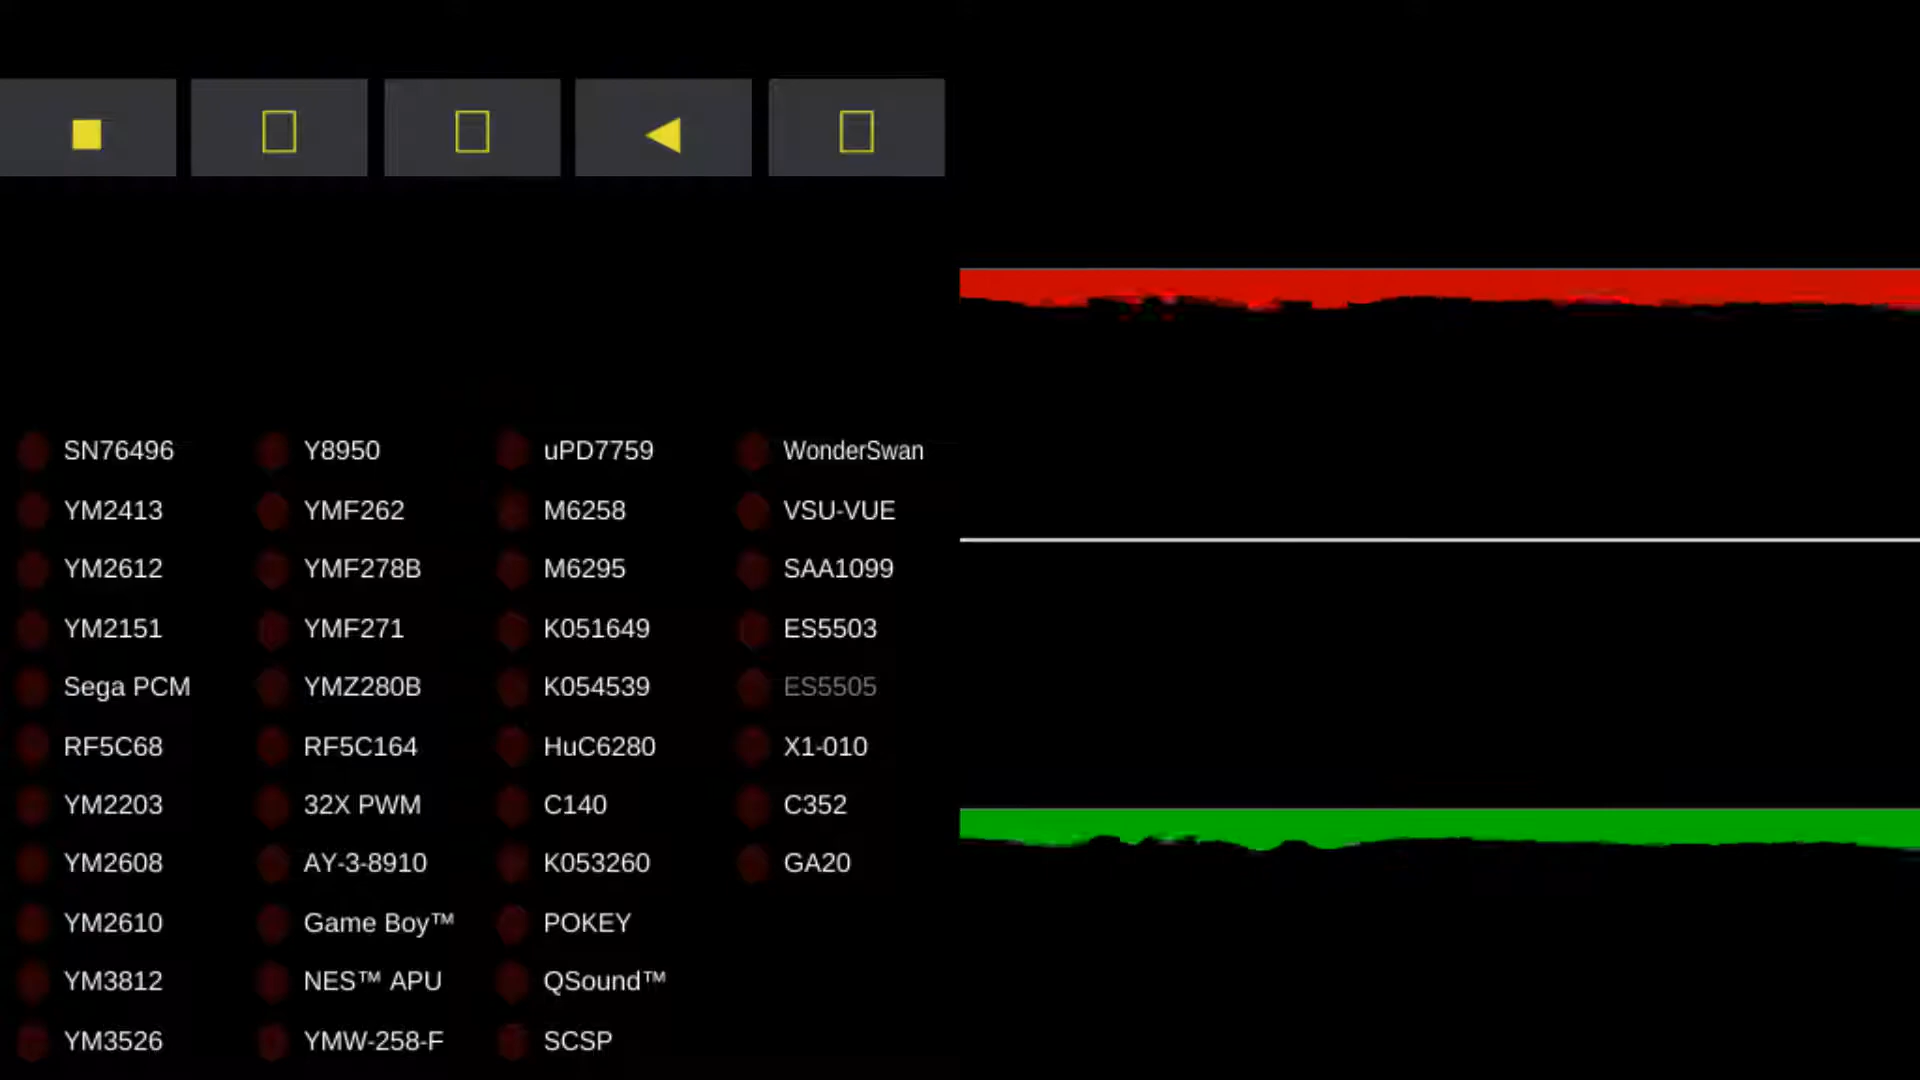 SN76496 Y8950 uPD7759 WonderSwan
YM2413 YMF262 M6258 VSU-VUE
YM2612 YMF278B M6295 SAA1099
YM2151 YMF271 K051649 ES5503
Sega PCM YMZ280B K054539 ES5505
RF5C68 RF5C164 HuC6280 X1-010
YM2203 32X PWM C140 C352
YM2608 AY-3-8910 K053260 GA20
YM2610 Game Boy™ POKEY
YM3812 NES™ APU QSound™
YM3526 YMW-258-F SCSP